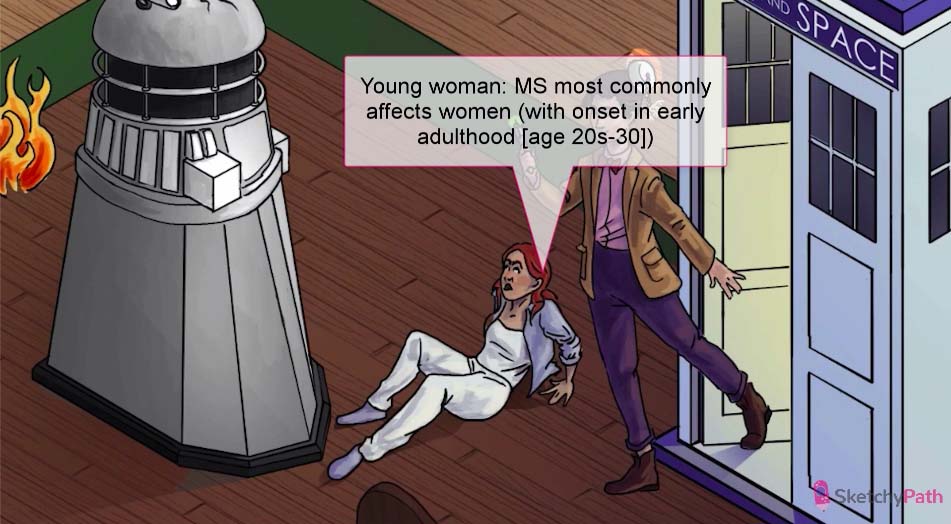 AND SPACE
Young woman: MS most commonly
affects women (with onset in early
adulthood [age 20s-30])
SketchyPath